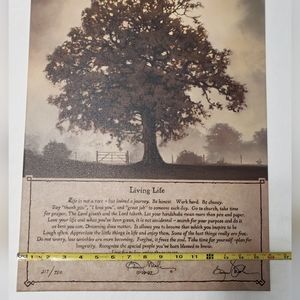 Living Life
Life is not a race - but indeed a journey. Be honest. Work hard. Be choosy.
Say "thank you", "I love you", and "great job" to someone each day. Go to church, take time
for prayer. The Lord giveth and the Lord taketh. Let your handshake mean more than pen and paper.
Love your life and what you've been given, it is not accidental - search for your purpose and do it
as best you can. Dreaming does matter. It allows you to become that which you aspire to be.
Laugh often. Appreciate the little things in life and enjoy them. Some of the best things really are free.
Do not worry, less wrinkles are more becoming. Forgive, it frees the soul. Take time for yourself - plan for
longevity. Recognize the special people you've been blessed to know.